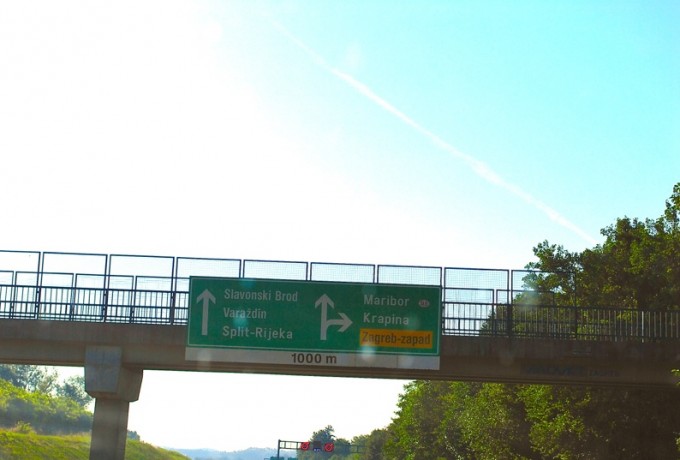 Slavonski Brod
Varaždin
Split-Rijeka
Maribor
Krapina
Zagreb-zapad
1000 m